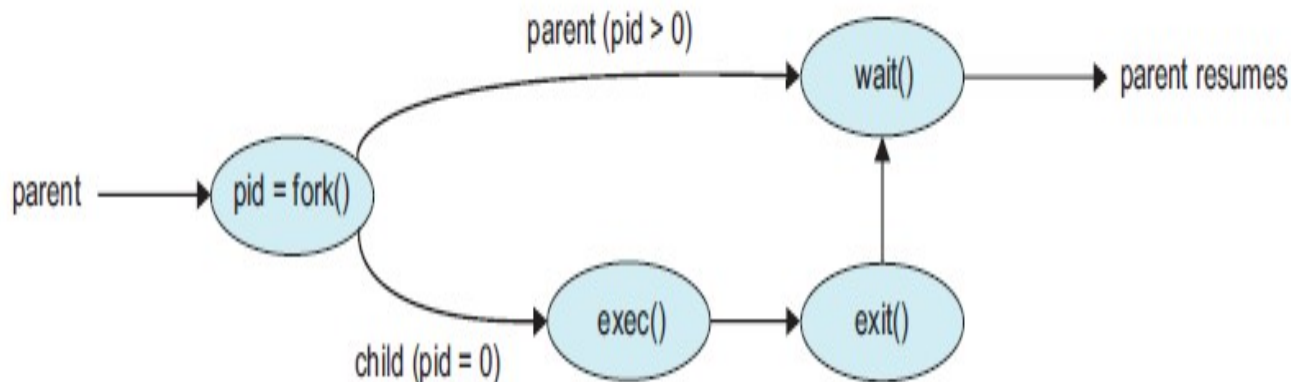 parent (pid > 0)
wait()
parent resumes
parent
pid = fork()
exec()
exit()
child (pid = 0)